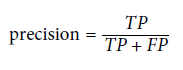 precision = TP / TP + FP